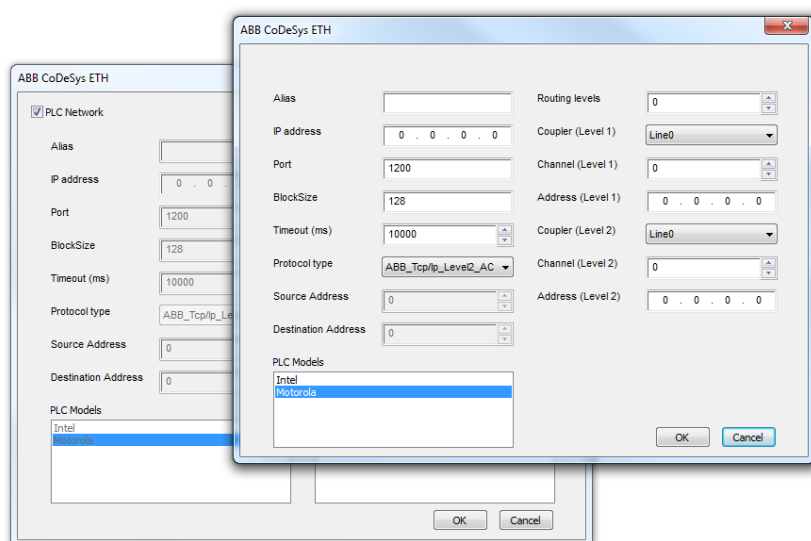 ABB CoDeSys ETH
Alias
IP address
0 . 0 . 0 . 0
Port
1200
BlockSize
128
Timeout (ms)
10000
Protocol type
ABB_Tcp/Ip_Level2_AC
Source Address
0
Destination Address
0
PLC Models
Intel
Motorola
Routing levels
0
Coupler (Level 1)
Line0
Channel (Level 1)
0
Address (Level 1)
0 . 0 . 0 . 0
Coupler (Level 2)
Line0
Channel (Level 2)
0
Address (Level 2)
0 . 0 . 0 . 0
OK
Cancel
ABB CoDeSys ETH
PLC Network
Alias
IP address
0 . 0 .
Port
1200
BlockSize
128
Timeout (ms)
10000
Protocol type
ABB_Tcp/Ip_Le
Source Address
0
Destination Address
0
PLC Models
Intel
Motorola
OK
Cancel